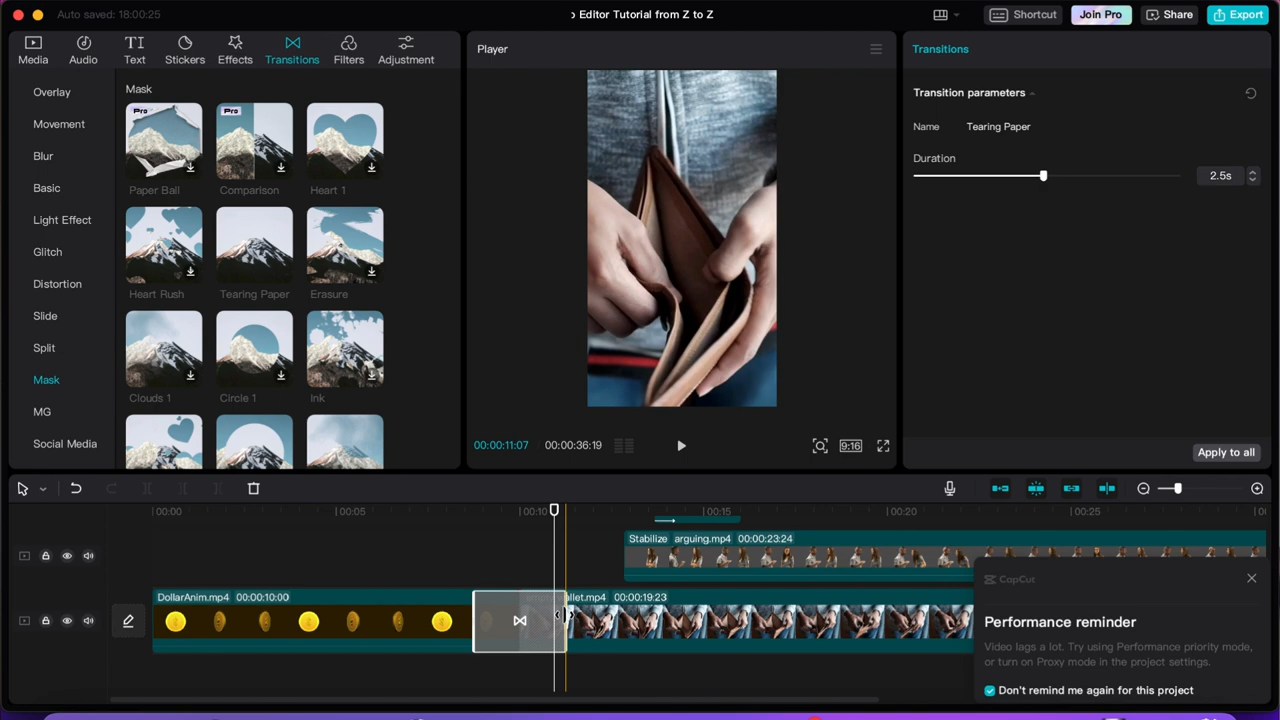 Auto saved: 18:00:25
Editor Tutorial from Z to Z
Shortcut
Join Pro
Share
Export
Media
Audio
Text
Stickers
Effects
Transitions
Filters
Adjustment
Overlay
Movement
Blur
Basic
Light Effect
Glitch
Distortion
Slide
Split
Mask
MG
Social Media
Mask
Pro
Pro
Paper Ball
Comparison
Heart 1
Heart Rush
Tearing Paper
Erasure
Clouds 1
Circle 1
Ink
Player
00:00:11:07
00:00:36:19
9:16
Transitions
Transition parameters
Name
Tearing Paper
Duration
2.5s
Apply to all
00:00
00:05
00:10
00:15
00:20
00:25
Stabilize arguing.mp4 00:00:23:24
DollarAnim.mp4 00:00:10:00
llet.mp4 00:00:19:23
CapCut
Performance reminder
Video lags a lot. Try using Performance priority mode,
or turn on Proxy mode in the project settings.
Don't remind me again for this project